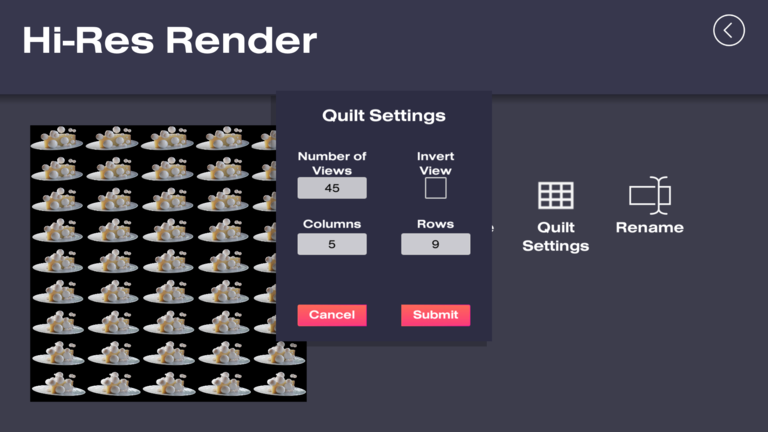 Hi-Res Render
Quilt Settings
Number of
Views
Invert
View
45
Columns
Rows
5
9
Cancel
Submit
Quilt
Settings
Rename